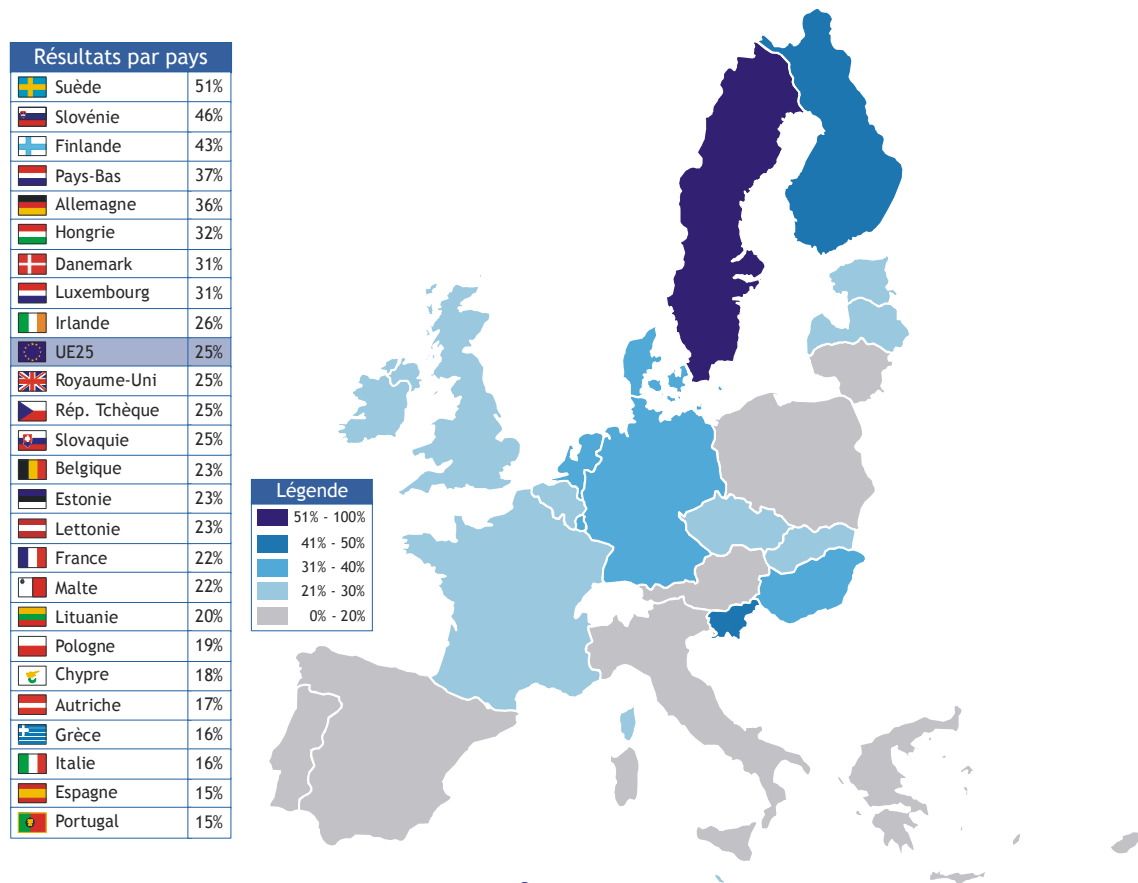 Résultats par pays
Suède 51%
Slovénie 46%
Finlande 43%
Pays-Bas 37%
Allemagne 36%
Hongrie 32%
Danemark 31%
Luxembourg 31%
Irlande 26%
UE25 25%
Royaume-Uni 25%
Rép. Tchèque 25%
Slovaquie 25%
Belgique 23%
Estonie 23%
Lettonie 23%
France 22%
Malte 22%
Lituanie 20%
Pologne 19%
Chypre 18%
Autriche 17%
Grèce 16%
Italie 16%
Espagne 15%
Portugal 15%
Légende
51% - 100%
41% - 50%
31% - 40%
21% - 30%
0% - 20%